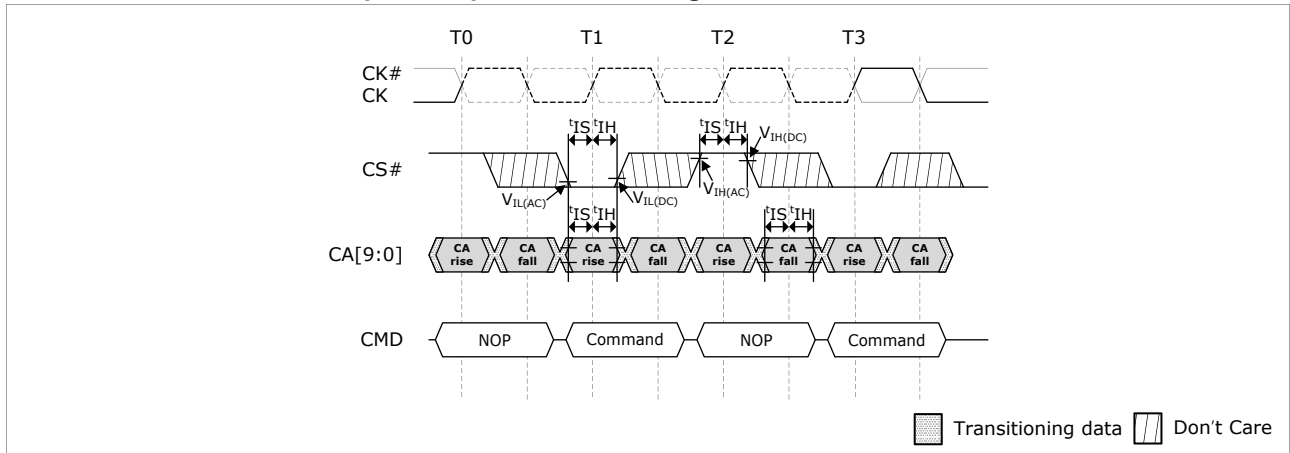 T0 T1 T2 T3
CK#
CK
tIS tIH tIS tIH VIH(DC)
CS#
VIL(AC) VIL(DC) VIH(AC)
tIS tIH tIS tIH
CA[9:0] CA rise CA fall CA rise CA fall CA rise CA fall CA rise CA fall
CMD NOP Command NOP Command
Transitioning data Don't Care